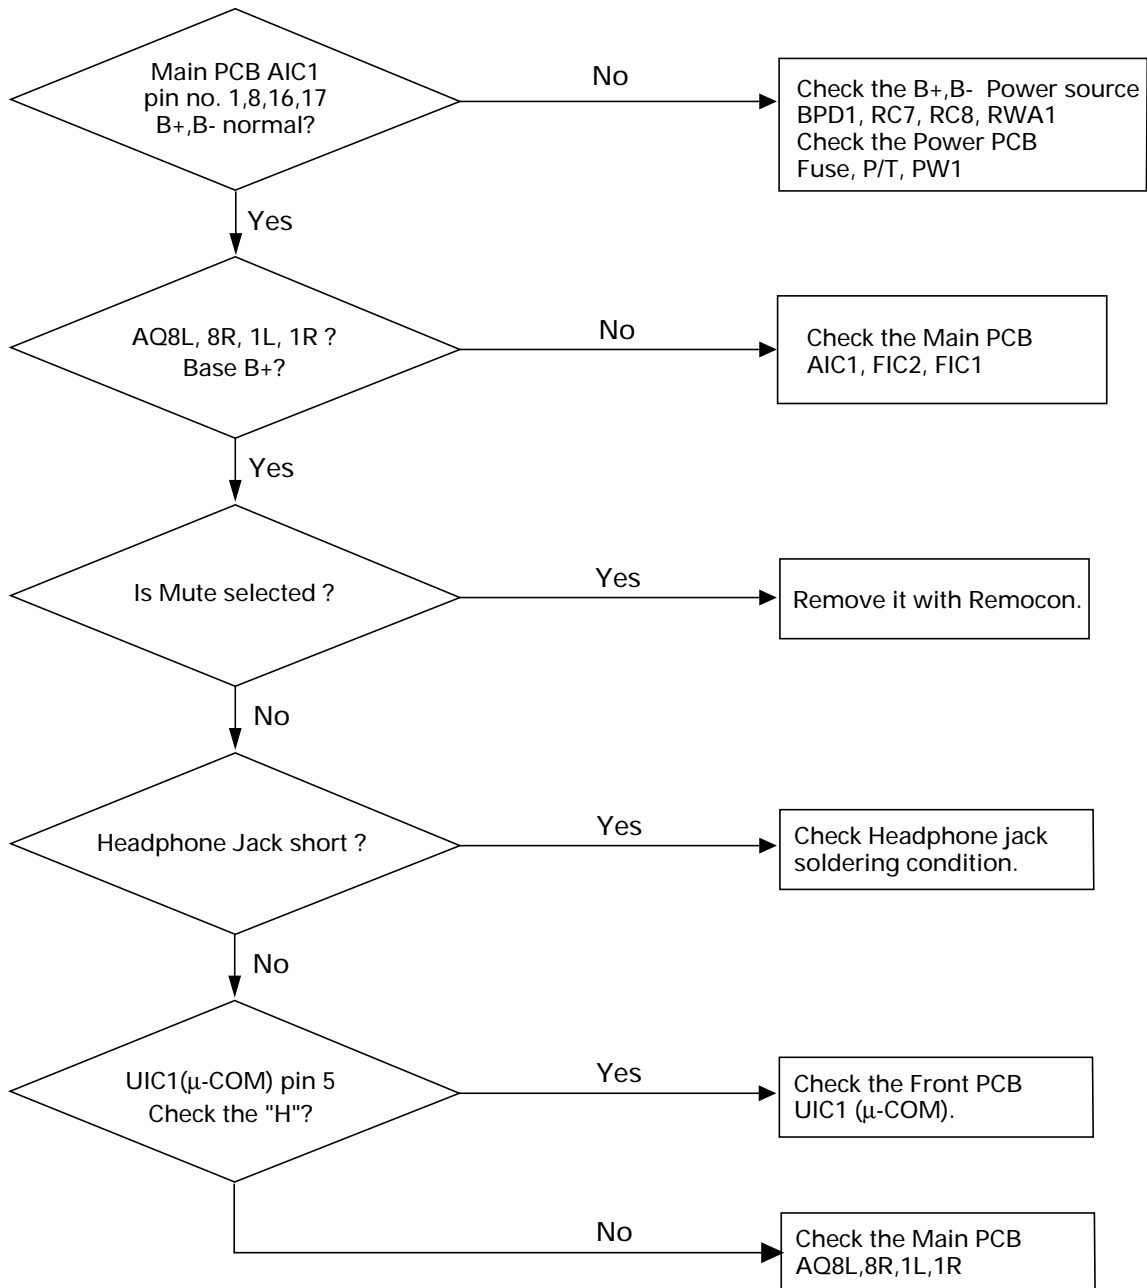 Main PCB AIC1
pin no. 1,8,16,17
B+,B- normal?
No
Check the B+,B- Power source
BPD1, RC7, RC8, RWA1
Check the Power PCB
Fuse, P/T, PW1
Yes
AQ8L, 8R, 1L, 1R ?
Base B+?
No
Check the Main PCB
AIC1, FIC2, FIC1
Yes
Is Mute selected ?
Yes
Remove it with Remocon.
No
Headphone Jack short ?
Yes
Check Headphone jack
soldering condition.
No
UIC1(µ-COM) pin 5
Check the "H"?
Yes
Check the Front PCB
UIC1 (µ-COM).
No
Check the Main PCB
AQ8L,8R,1L,1R